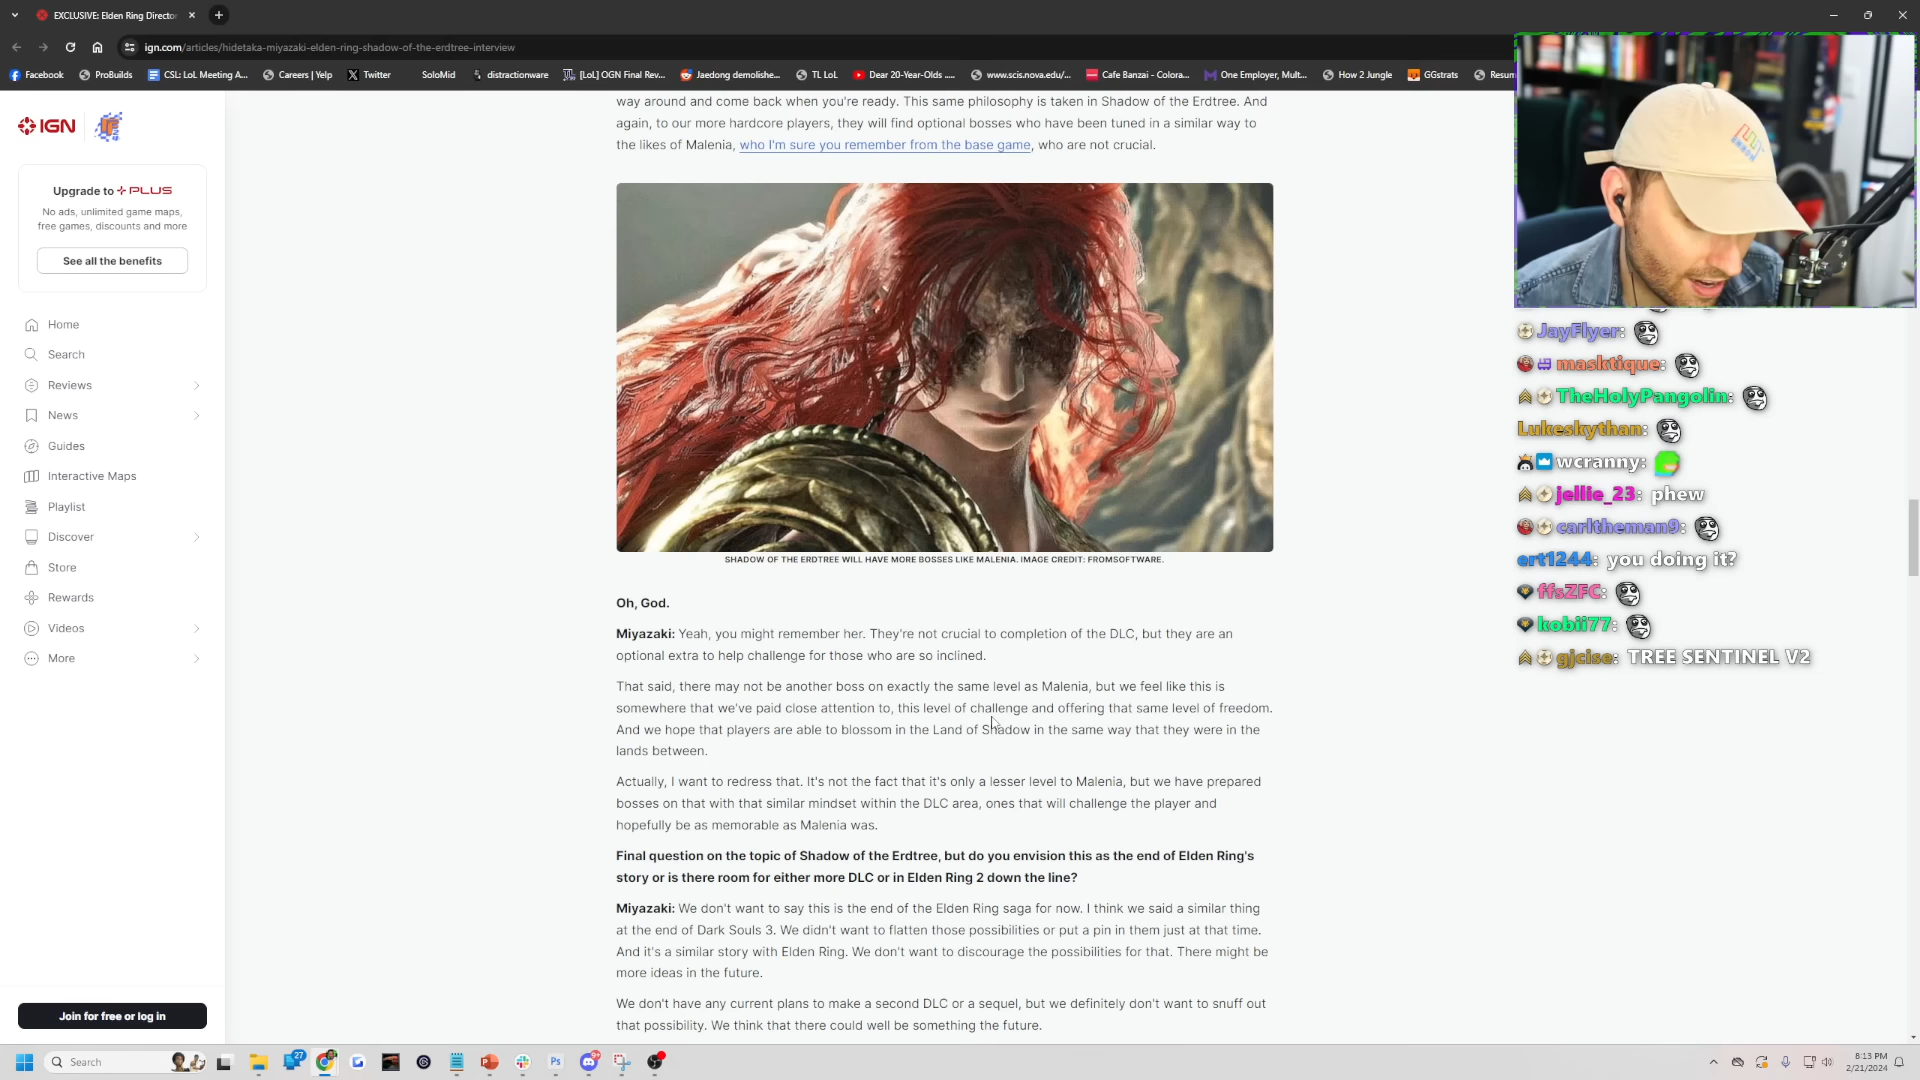 EXCLUSIVE: Elden Ring Director
ign.com/articles/hidetaka-miyazaki-elden-ring-shadow-of-the-erdtree-interview
Facebook
ProBuilds
CSL: LoL Meeting A...
Careers | Yelp
Twitter
SoloMid
distractionware
[LoL] OGN Final Rev...
Jaedong demolishe...
TL LoL
Dear 20-Year-Olds .....
www.scis.nova.edu/...
Cafe Banzai - Colora...
One Employer, Mult...
How 2 Jungle
GGstrats
Resum
IGN
Upgrade to PLUS
No ads, unlimited game maps,
free games, discounts and more
See all the benefits
Home
Search
Reviews
News
Guides
Interactive Maps
Playlist
Discover
Store
Rewards
Videos
More
Join for free or log in
way around and come back when you're ready. This same philosophy is taken in Shadow of the Erdtree. And
again, to our more hardcore players, they will find optional bosses who have been tuned in a similar way to
the likes of Malenia, who I'm sure you remember from the base game, who are not crucial.
SHADOW OF THE ERDTREE WILL HAVE MORE BOSSES LIKE MALENIA. IMAGE CREDIT: FROMSOFTWARE.
Oh, God.
Miyazaki: Yeah, you might remember her. They're not crucial to completion of the DLC, but they are an
optional extra to help challenge for those who are so inclined.
That said, there may not be another boss on exactly the same level as Malenia, but we feel like this is
somewhere that we've paid close attention to, this level of challenge and offering that same level of freedom.
And we hope that players are able to blossom in the Land of Shadow in the same way that they were in the
lands between.
Actually, I want to redress that. It's not the fact that it's only a lesser level to Malenia, but we have prepared
bosses on that with that similar mindset within the DLC area, ones that will challenge the player and
hopefully be as memorable as Malenia was.
Final question on the topic of Shadow of the Erdtree, but do you envision this as the end of Elden Ring's
story or is there room for either more DLC or in Elden Ring 2 down the line?
Miyazaki: We don't want to say this is the end of the Elden Ring saga for now. I think we said a similar thing
at the end of Dark Souls 3. We didn't want to flatten those possibilities or put a pin in them just at that time.
And it's a similar story with Elden Ring. We don't want to discourage the possibilities for that. There might be
more ideas in the future.
We don't have any current plans to make a second DLC or a sequel, but we definitely don't want to snuff out
that possibility. We think that there could well be something the future.
JayFlyer:
masktique:
TheHolyPangolin:
Lukeskythan:
wcranny:
jellie_23: phew
carltheman9:
ert1244: you doing it?
ffsZFC:
kobii77:
gjcise: TREE SENTINEL V2
Search
27
8:13 PM
2/21/2024